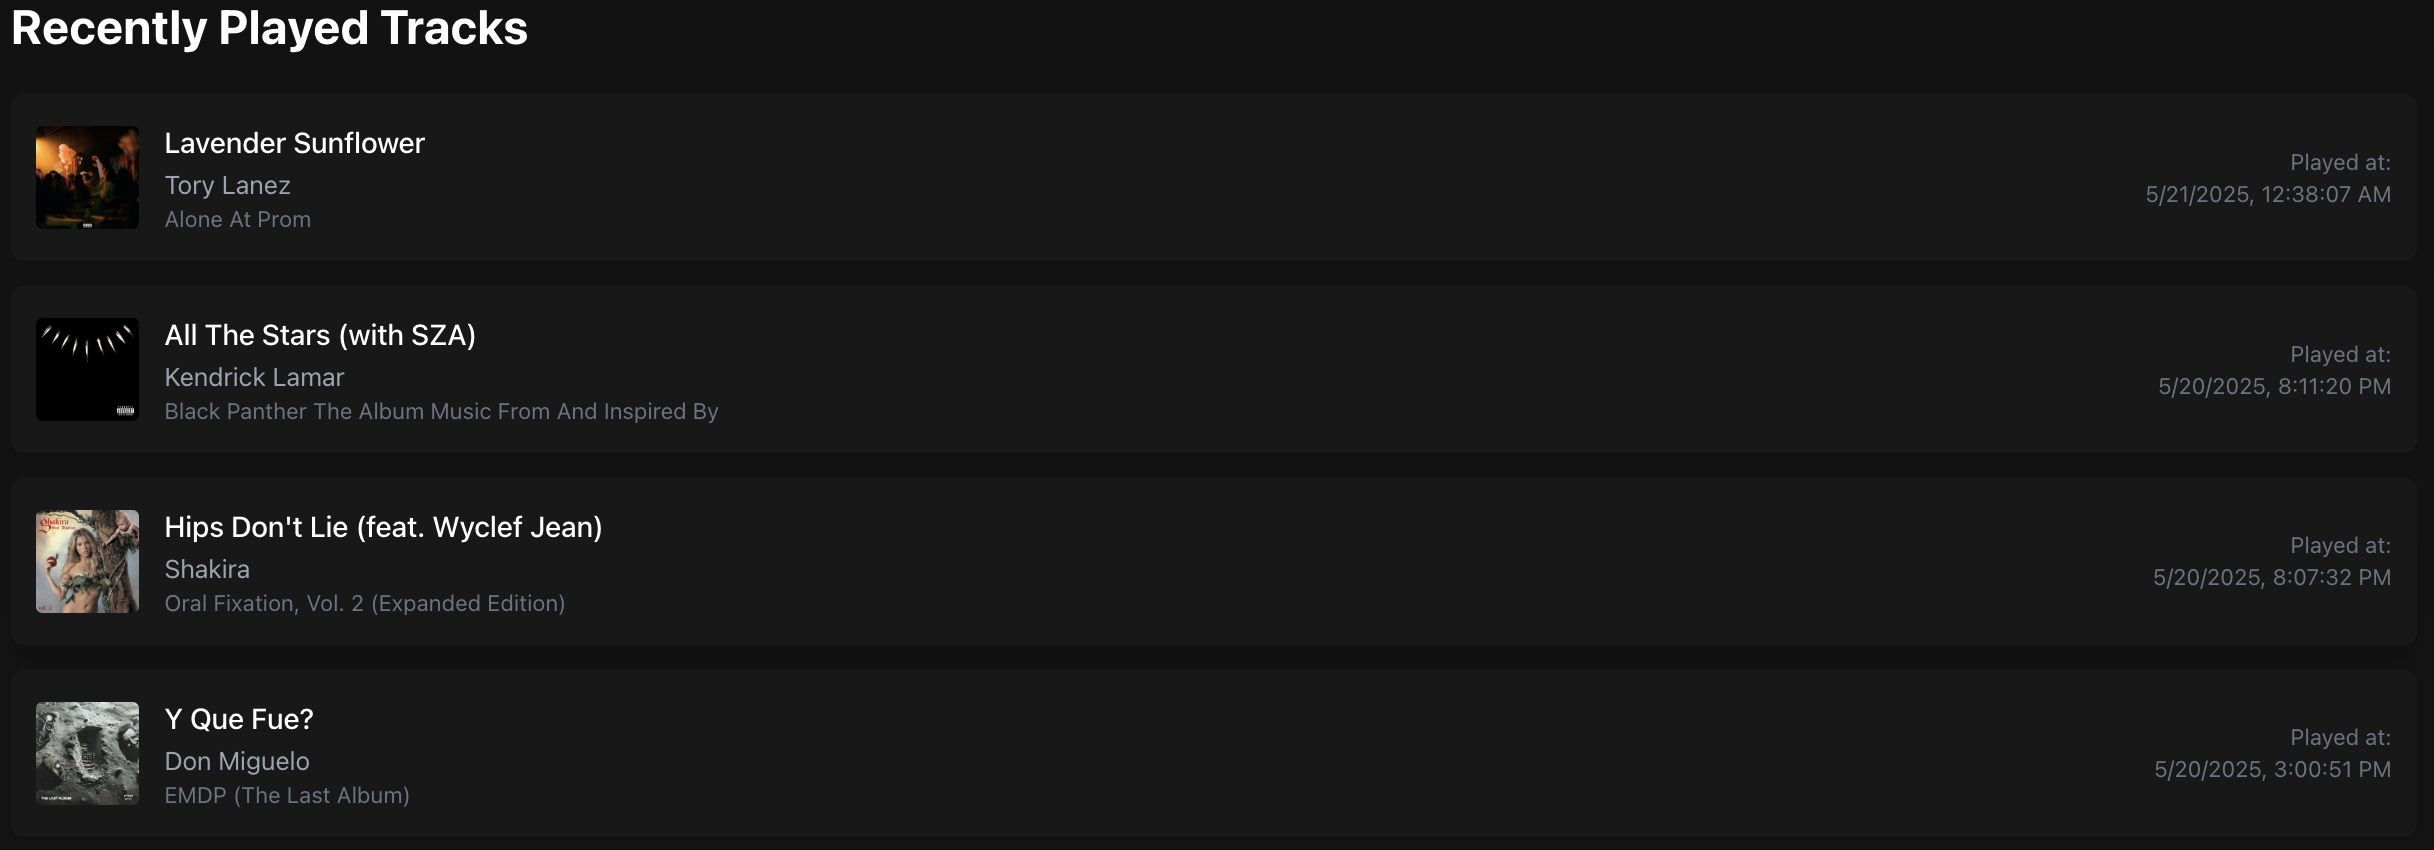 Recently Played Tracks
Lavender Sunflower
Tory Lanez
Alone At Prom
Played at:
5/21/2025, 12:38:07 AM
All The Stars (with SZA)
Kendrick Lamar
Black Panther The Album Music From And Inspired By
Played at:
5/20/2025, 8:11:20 PM
Shakira
Hips Don't Lie (feat. Wyclef Jean)
Shakira
Oral Fixation, Vol. 2 (Expanded Edition)
Played at:
5/20/2025, 8:07:32 PM
THE LAST ALBUM
Y Que Fue?
Don Miguelo
EMDP (The Last Album)
Played at:
5/20/2025, 3:00:51 PM